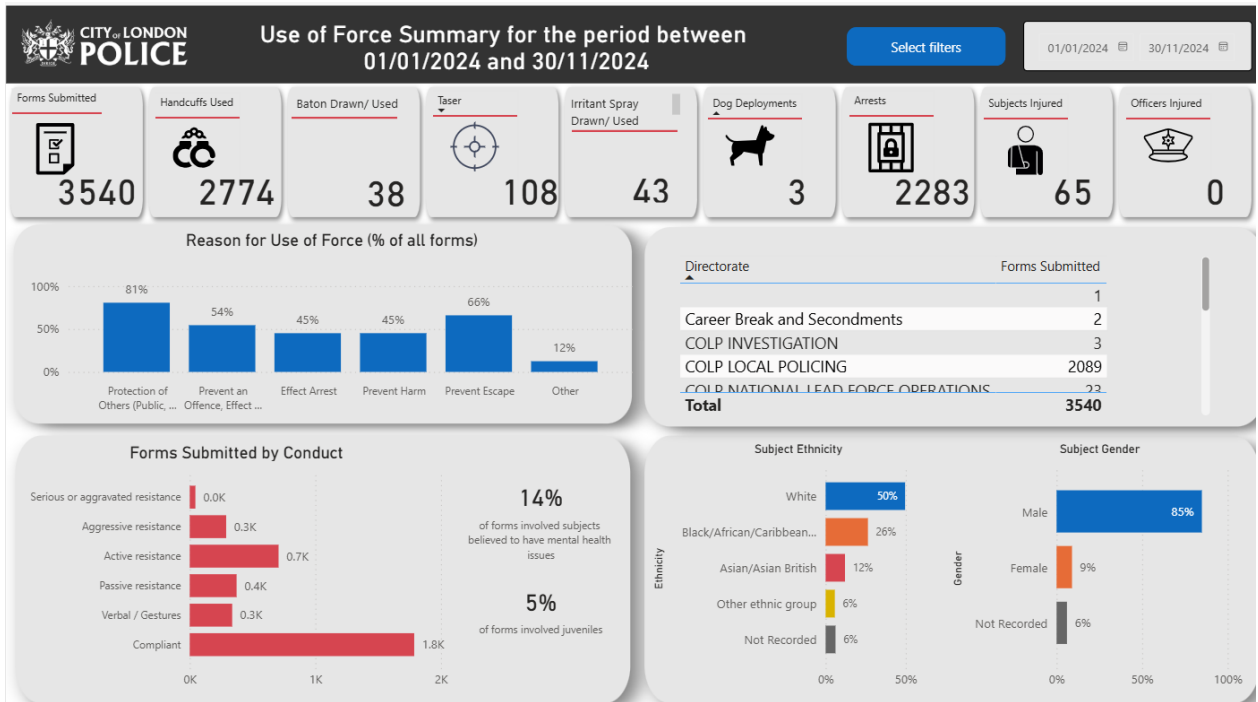 CITY of LONDON
POLICE
Use of Force Summary for the period between
01/01/2024 and 30/11/2024
Select filters
01/01/2024
30/11/2024
Forms Submitted
3540
Handcuffs Used
2774
Baton Drawn/ Used
38
Taser
108
Irritant Spray
Drawn/ Used
43
Dog Deployments
3
Arrests
2283
Subjects Injured
65
Officers Injured
0
Reason for Use of Force (% of all forms)
100%
50%
0%
81%
54%
45%
45%
66%
12%
Protection of
Others (Public, ...
Prevent an
Offence, Effect ...
Effect Arrest
Prevent Harm
Prevent Escape
Other
Directorate Forms Submitted
1
Career Break and Secondments 2
COLP INVESTIGATION 3
COLP LOCAL POLICING 2089
COLP NATIONAL LEAD FORCE OPERATIONS 23
Total 3540
Forms Submitted by Conduct
Serious or aggravated resistance 0.0K
Aggressive resistance 0.3K
Active resistance 0.7K
Passive resistance 0.4K
Verbal / Gestures 0.3K
Compliant 1.8K
0K 1K 2K
14%
of forms involved subjects
believed to have mental health
issues
5%
of forms involved juveniles
Subject Ethnicity
Ethnicity
White 50%
Black/African/Caribbean... 26%
Asian/Asian British 12%
Other ethnic group 6%
Not Recorded 6%
0% 50%
Subject Gender
Gender
Male 85%
Female 9%
Not Recorded 6%
0% 50% 100%